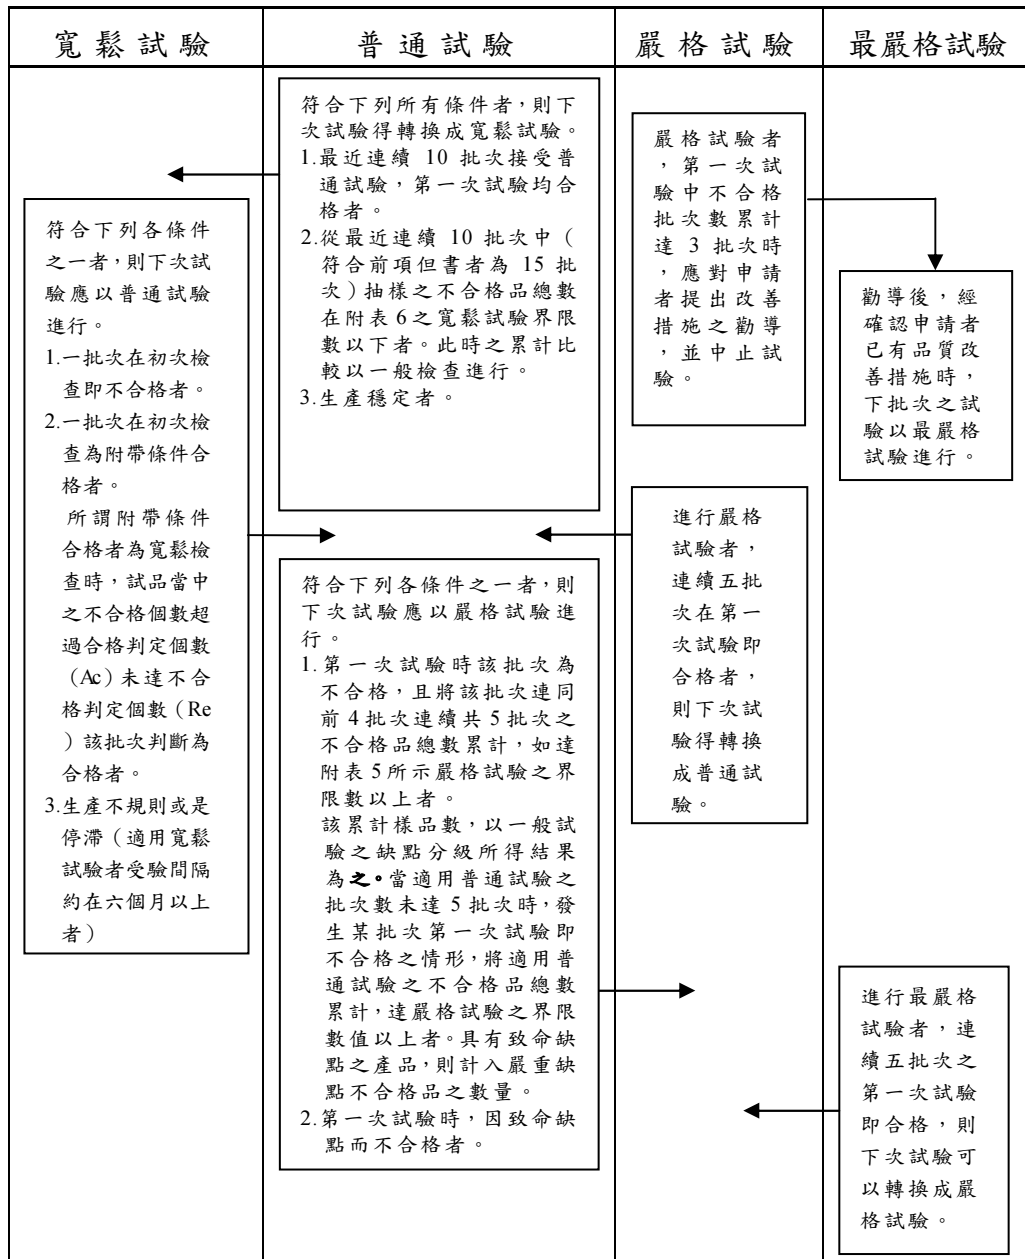 寬鬆試驗
普通試驗
嚴格試驗
最嚴格試驗
符合下列各條件
之一者,則下次試
驗應以普通試驗
進行。
1.一批次在初次檢
查即不合格者。
2.一批次在初次檢
查為附帶條件合
格者。
所謂附帶條件
合格者為寬鬆檢
查時,試品當中
之不合格個數超
過合格判定個數
(Ac)未達不合
格判定個數(Re
)該批次判斷為
合格者。
3.生產不規則或是
停滯(適用寬鬆
試驗者受驗間隔
約在六個月以上
者)
符合下列所有條件者,則下
次試驗得轉換成寬鬆試驗。
1.最近連續 10 批次接受普
通試驗,第一次試驗均合
格者。
2.從最近連續 10 批次中(
符合前項但書者為 15 批
次)抽樣之不合格品總數
在附表 6 之寬鬆試驗界限
數以下者。此時之累計比
較以一般檢查進行。
3.生產穩定者。
符合下列各條件之一者,則
下次試驗應以嚴格試驗進
行。
1.第一次試驗時該批次為
不合格,且將該批次連同
前 4 批次連續共 5 批次之
不合格品總數累計,如達
附表 5 所示嚴格試驗之界
限數以上者。
該累計樣品數,以一般試
驗之缺點分級所得結果
為之。當適用普通試驗之
批次數未達 5 批次時,發
生某批次第一次試驗即
不合格之情形,將適用普
通試驗之不合格品總數
累計,達嚴格試驗之界限
數值以上者。具有致命缺
點之產品,則計入嚴重缺
點不合格品之數量。
2.第一次試驗時,因致命缺
點而不合格者。
嚴格試驗者
,第一次試
驗中不合格
批次數累計
達 3 批次時
,應對申請
者提出改善
措施之勸導
,並中止試
驗。
進行嚴格
試驗者,
連續五批
次在第一
次試驗即
合格者,
則下次試
驗得轉換
成普通試
驗。
勸導後,經
確認申請者
已有品質改
善措施時,
下批次之試
驗以最嚴格
試驗進行。
進行最嚴格
試驗者,連
續五批次之
第一次試驗
即合格,則
下次試驗可
以轉換成嚴
格試驗。